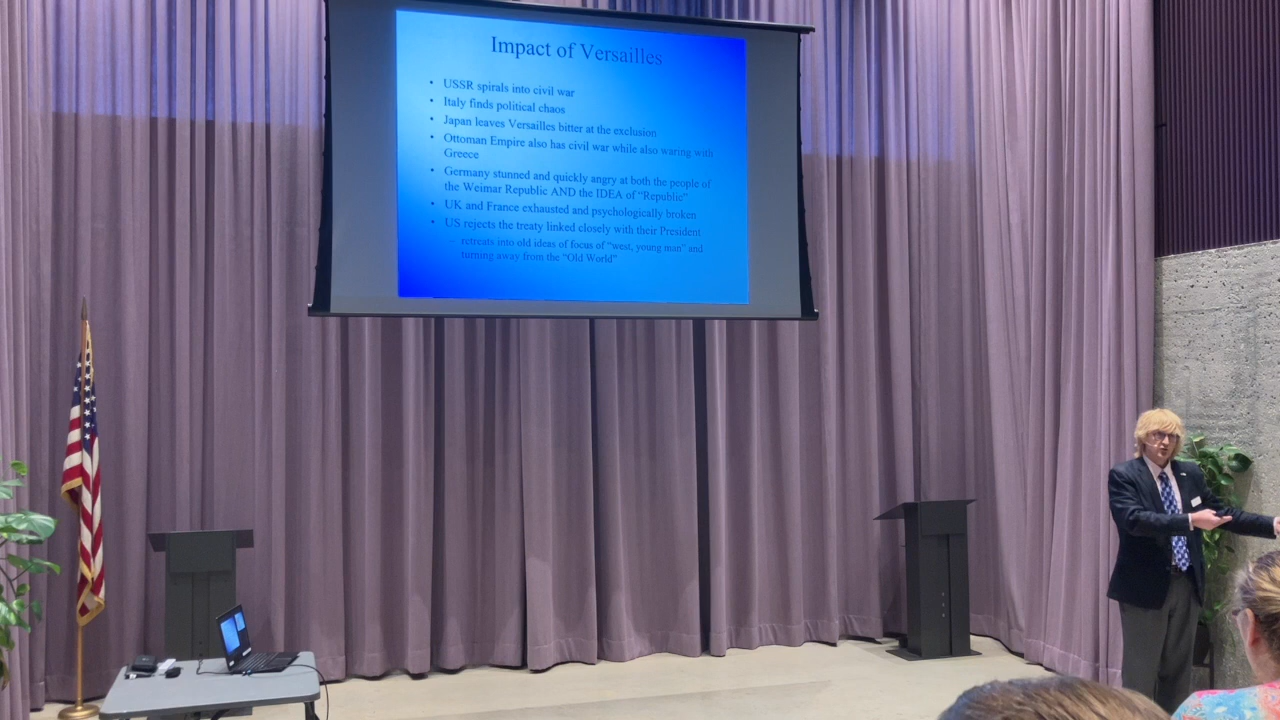 Impact of Versailles
• USSR spirals into civil war
• Italy finds political chaos
• Japan leaves Versailles bitter at the exclusion
• Ottoman Empire also has civil war while also waring with
Greece
• Germany stunned and quickly angry at both the people of
the Weimar Republic AND the IDEA of “Republic”
• UK and France exhausted and psychologically broken
• US rejects the treaty linked closely with their President
– retreats into old ideas of focus of “west, young man” and
turning away from the “Old World”